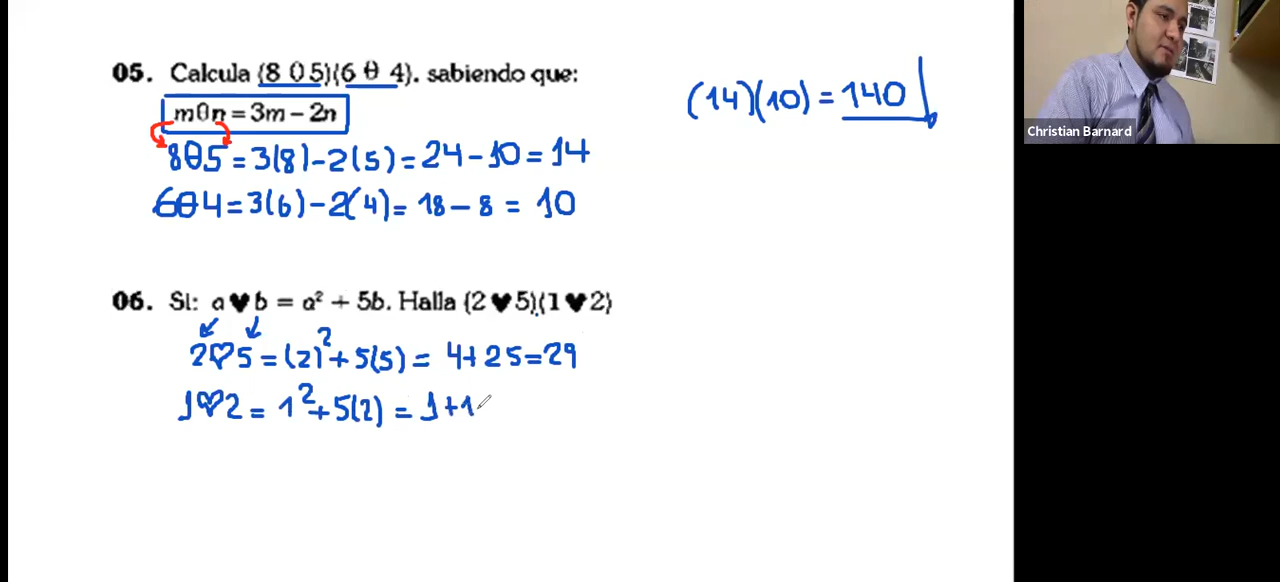 05. Calcula (8 θ 5)(6 θ 4). sabiendo que:
mθn = 3m – 2n
8θ5 = 3(8) – 2(5) = 24 – 10 = 14
6θ4 = 3(6) – 2(4) = 18 – 8 = 10
(14)(10) = 140
Christian Barnard
06. Si: a♥b = a² + 5b. Halla (2♥5)(1♥2)
2♡5 = (2)² + 5(5) = 4 + 25 = 29
1♡2 = 1² + 5(2) = 1 + 1